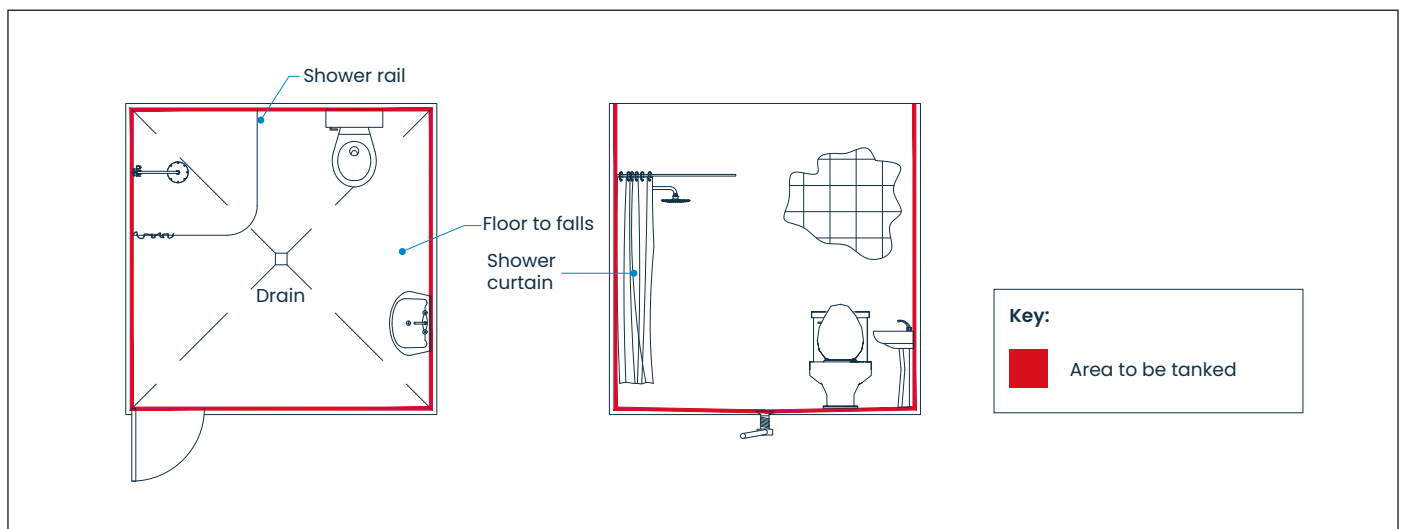 Shower rail
Floor to falls
Shower
curtain
Drain
Key:
Area to be tanked